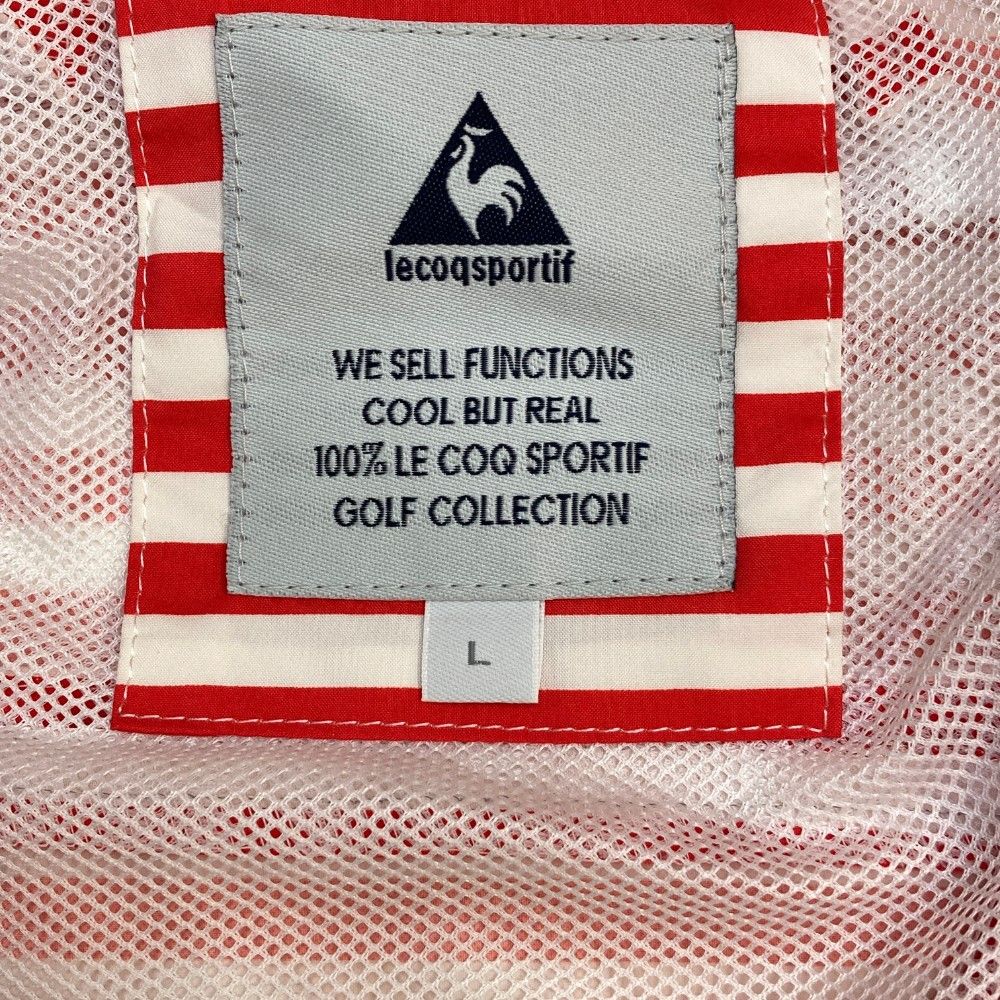 lecoqsportif
WE SELL FUNCTIONS
COOL BUT REAL
100% LE COQ SPORTIF
GOLF COLLECTION
L